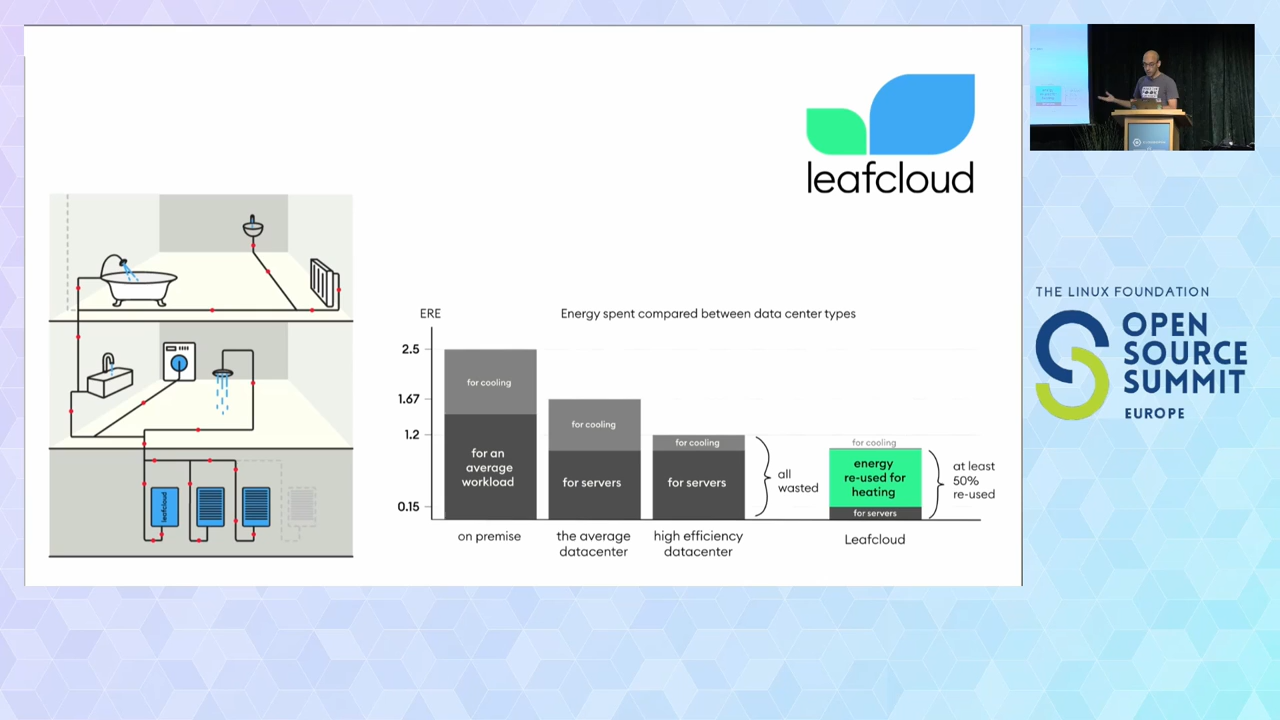 leafcloud
ERE
Energy spent compared between data center types
2.5
1.67
1.2
0.15
for cooling
for an
average
workload
on premise
for cooling
for servers
the average
datacenter
for cooling
for servers
high efficiency
datacenter
all
wasted
for cooling
energy
re-used for
heating
for servers
Leafcloud
at least
50%
re-used
leafcloud
THE LINUX FOUNDATION
OPEN
SOURCE
SUMMIT
EUROPE